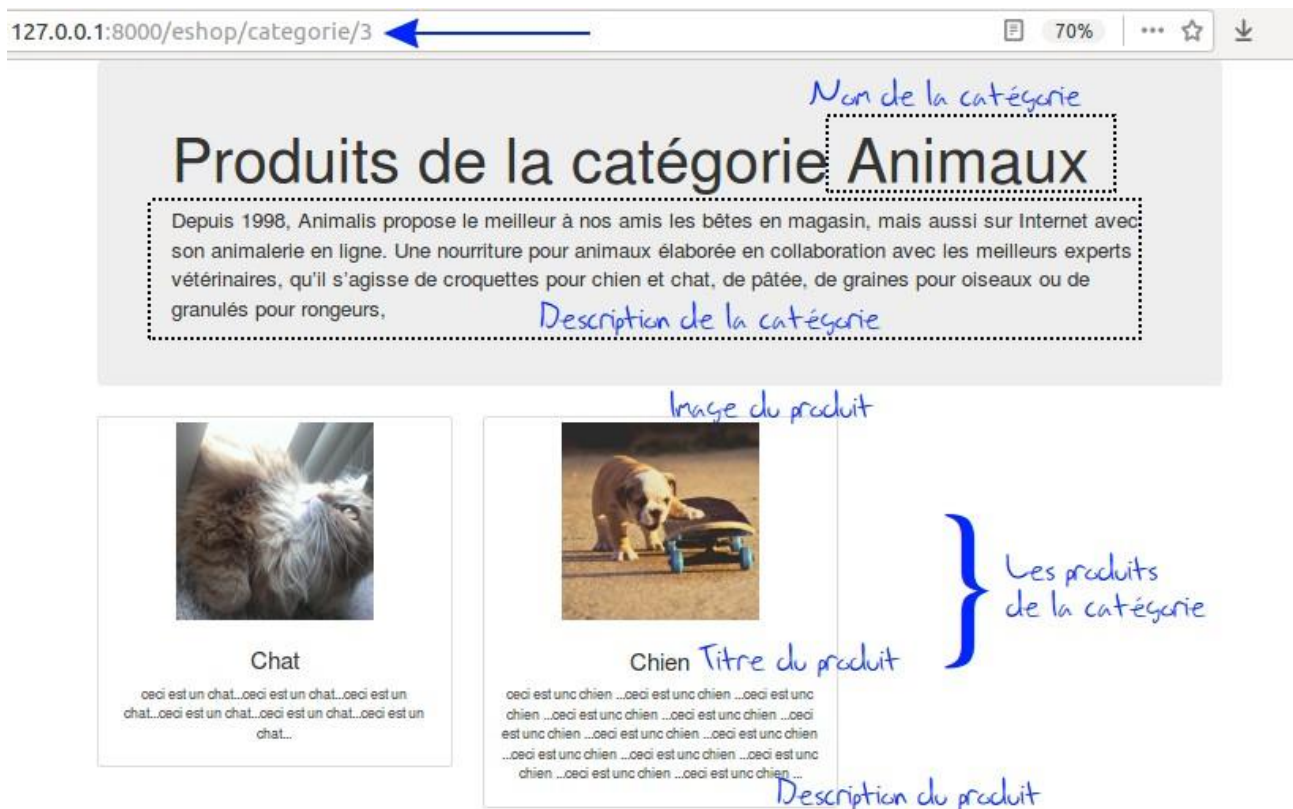 127.0.0.1:8000/eshop/categorie/3
70%
Nom de la catégorie
Produits de la catégorie Animaux
Depuis 1998, Animalis propose le meilleur à nos amis les bêtes en magasin, mais aussi sur Internet avec
son animalerie en ligne. Une nourriture pour animaux élaborée en collaboration avec les meilleurs experts
vétérinaires, qu'il s'agisse de croquettes pour chien et chat, de pâtée, de graines pour oiseaux ou de
granulés pour rongeurs,
Description de la catégorie
Image du produit
Chat
ceci est un chat...ceci est un chat...ceci est un
chat...ceci est un chat...ceci est un chat...ceci est un
chat...
Chien
Titre du produit
ceci est unc chien ...ceci est unc chien ...ceci est unc
chien ...ceci est unc chien ...ceci est unc chien ...ceci
est unc chien ...ceci est unc chien ...ceci est unc chien
...ceci est unc chien ...ceci est unc chien ...ceci est unc
chien ...ceci est unc chien ...ceci est unc chien ...
Description du produit
Les produits
de la catégorie